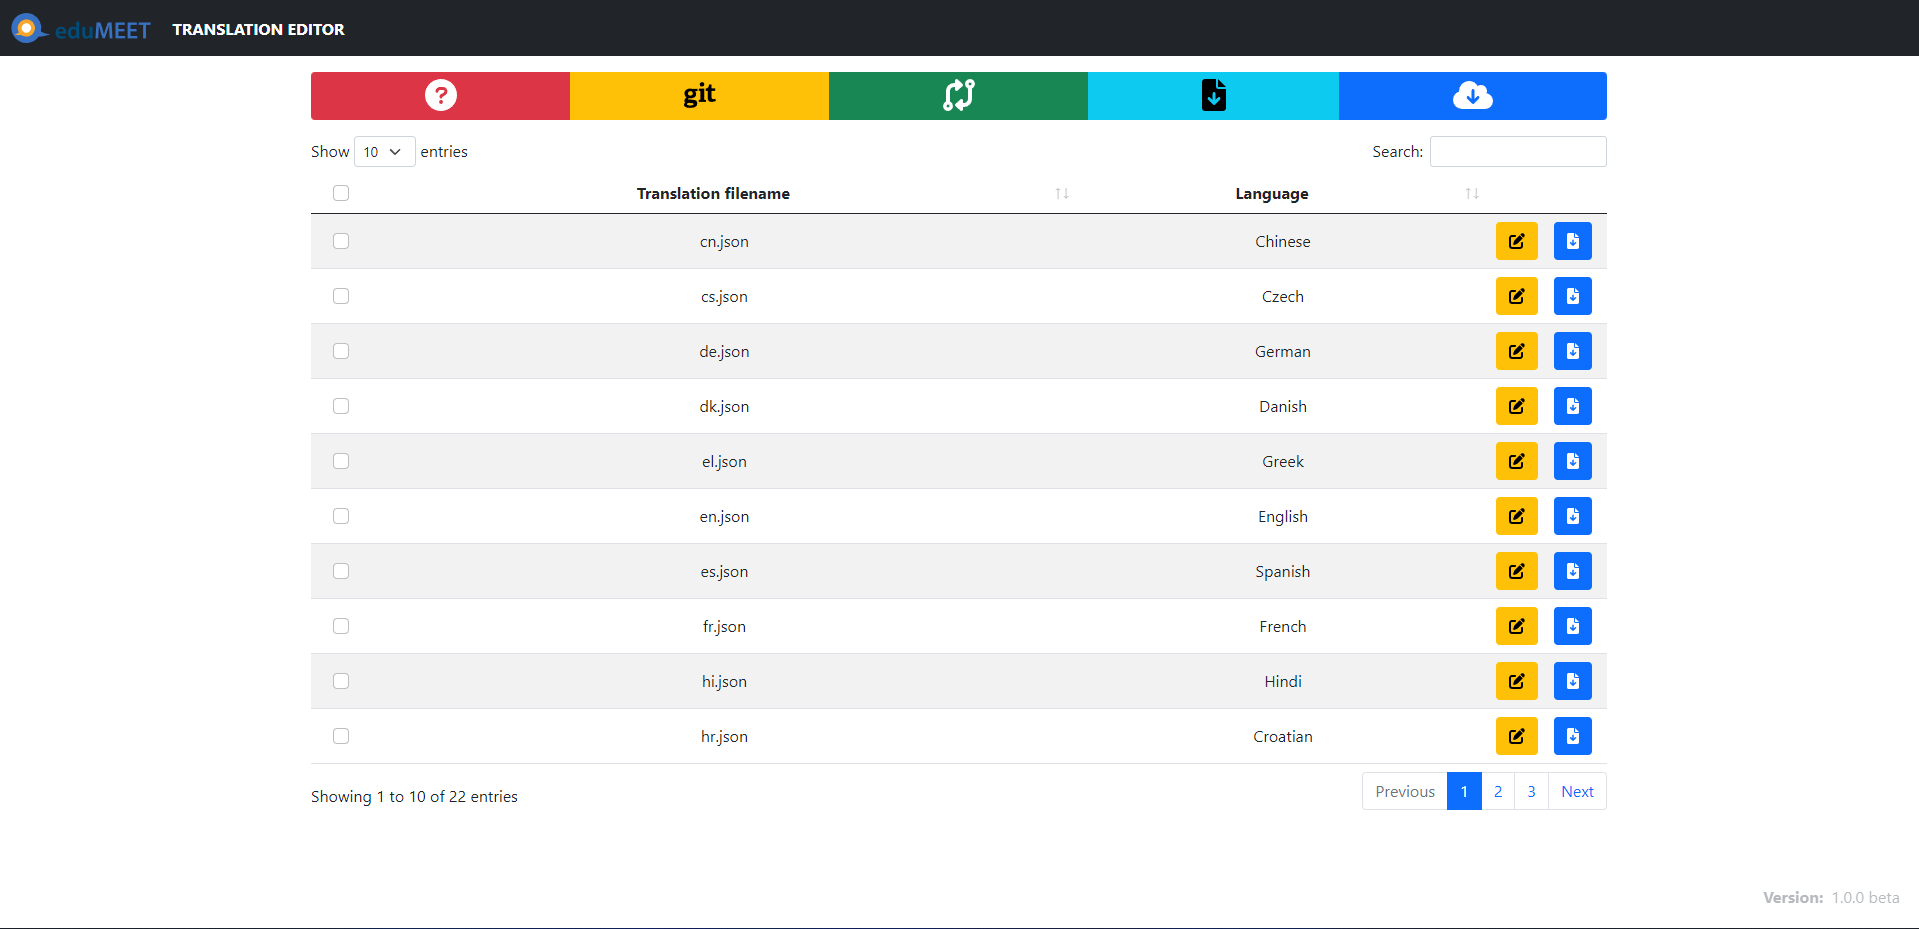 eduMEET TRANSLATION EDITOR
? git
Show 10 entries Search:
Translation filename Language
cn.json Chinese
cs.json Czech
de.json German
dk.json Danish
el.json Greek
en.json English
es.json Spanish
fr.json French
hi.json Hindi
hr.json Croatian
Showing 1 to 10 of 22 entries Previous 1 2 3 Next
Version: 1.0.0 beta